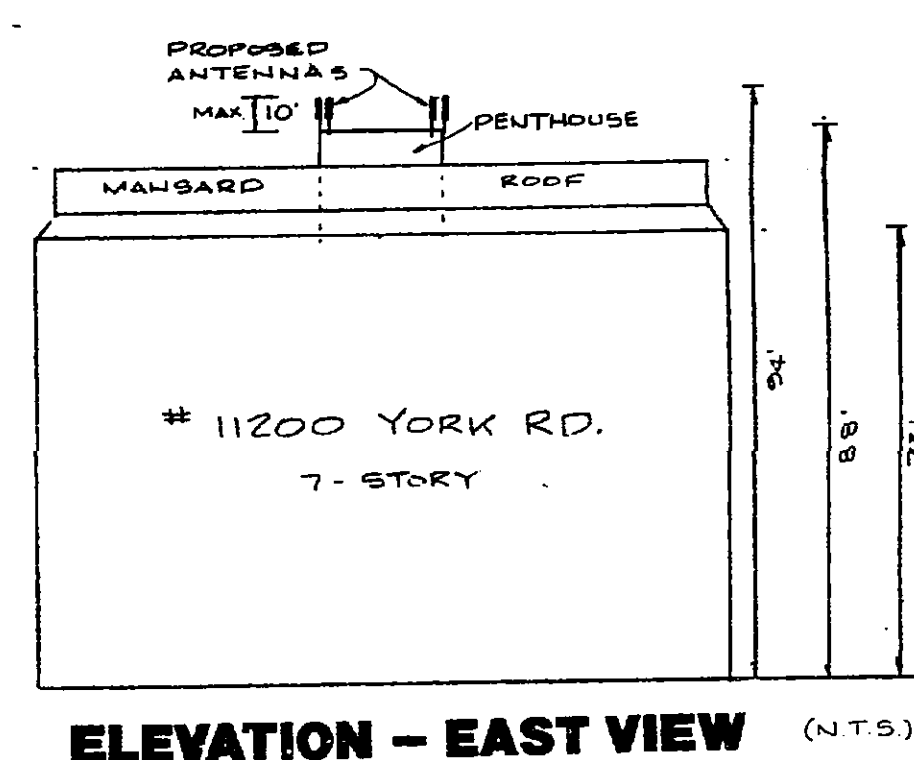 PROPOSED
ANTENNAS
MAX. 10'
PENTHOUSE
MANSARD ROOF
94'
88'
# 11200 YORK RD.
7-STORY
ELEVATION - EAST VIEW (N.T.S.)